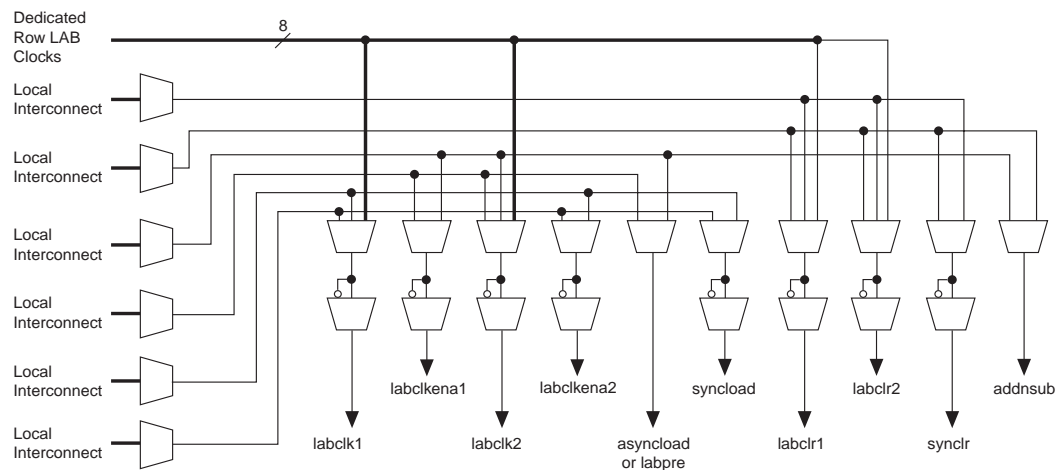 Dedicated
Row LAB
Clocks
8
Local
Interconnect
Local
Interconnect
Local
Interconnect
Local
Interconnect
Local
Interconnect
Local
Interconnect
labclkena1
labclkena2
syncload
labclr2
addnsub
labclk1
labclk2
asyncload
or labpre
labclr1
synclr